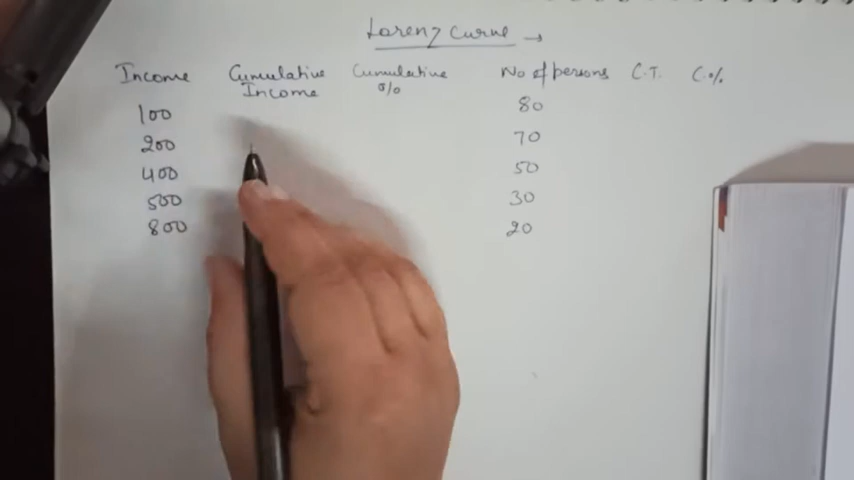 Lorenz Curve →
Income Cumulative Income Cumulative % No of persons C.T. C.%
100 80
200 70
400 50
500 30
800 20